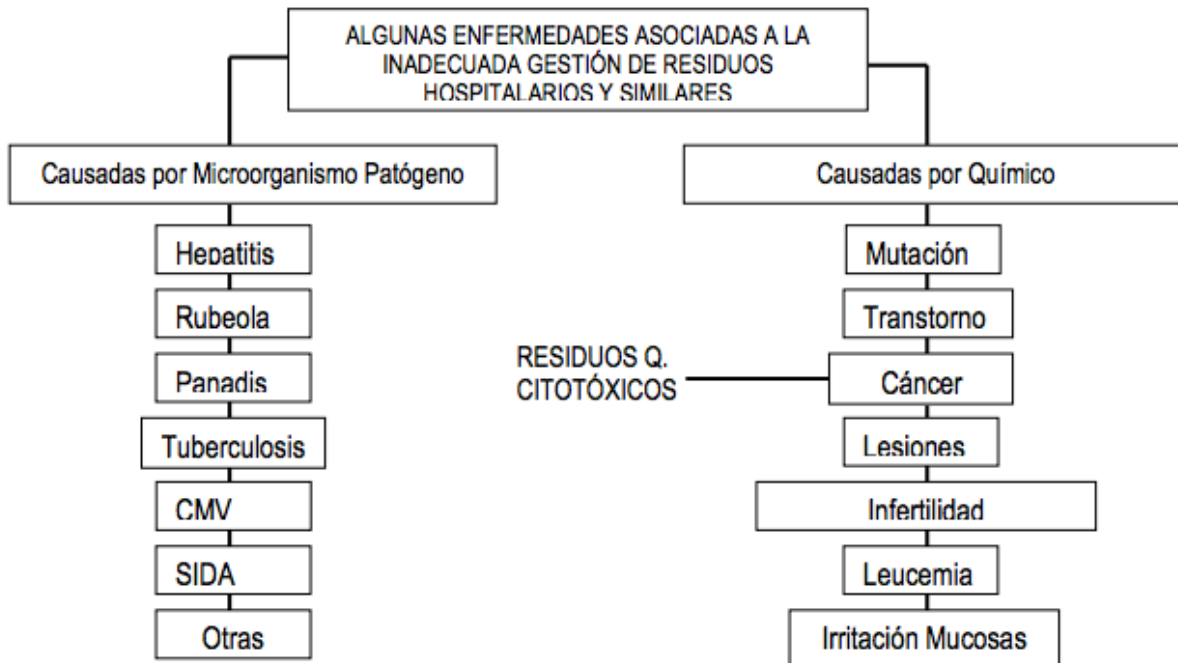 ALGUNAS ENFERMEDADES ASOCIADAS A LA
INADECUADA GESTIÓN DE RESIDUOS
HOSPITALARIOS Y SIMILARES
Causadas por Microorganismo Patógeno
Hepatitis
Rubeola
Panadis
Tuberculosis
CMV
SIDA
Otras
Causadas por Químico
Mutación
Transtorno
RESIDUOS Q.
CITOTÓXICOS
Cáncer
Lesiones
Infertilidad
Leucemia
Irritación Mucosas